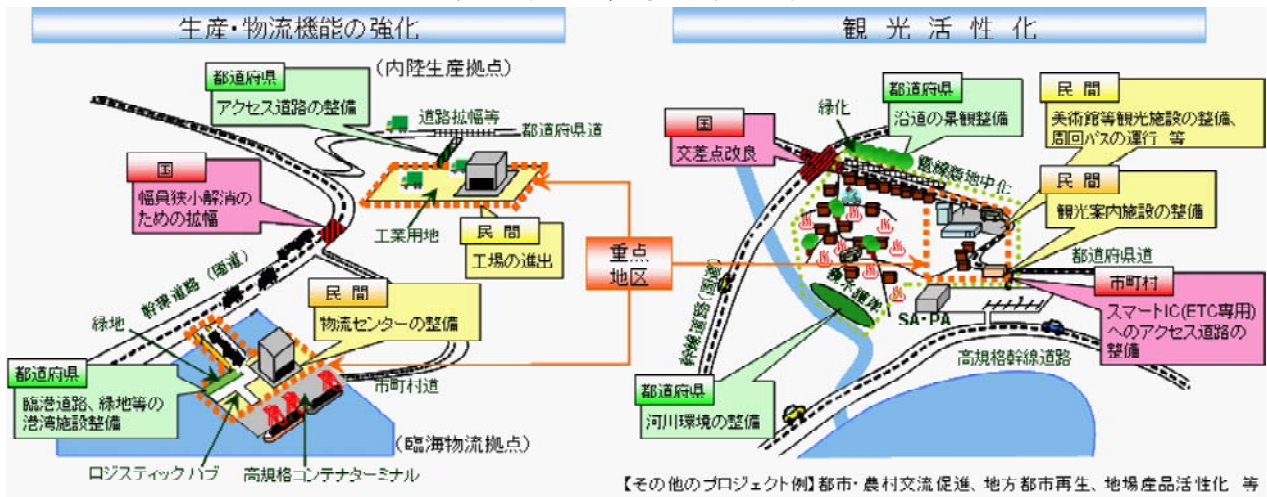 生産・物流機能の強化
都道府県
アクセス道路の整備
(内陸生産拠点)
道路拡幅等
都道府県道
国
幅員狭小解消の
ための拡幅
工業用地
民 間
工場の進出
幹線道路(国道)
緑地
民 間
物流センターの整備
都道府県
臨港道路、緑地等の
港湾施設整備
市町村道
(臨海物流拠点)
ロジスティックハブ
高規格コンテナターミナル
重点
地区
観 光 活 性 化
国
交差点改良
緑化
都道府県
沿道の景観整備
電線類地中化
民 間
美術館等観光施設の整備、
周回バスの運行 等
民 間
観光案内施設の整備
都道府県道
市町村
スマートIC(ETC専用)
へのアクセス道路の
整備
親水護岸
SA・PA
幹線道路(国道)
高規格幹線道路
都道府県
河川環境の整備
【その他のプロジェクト例】都市・農村交流促進、地方都市再生、地場産品活性化 等